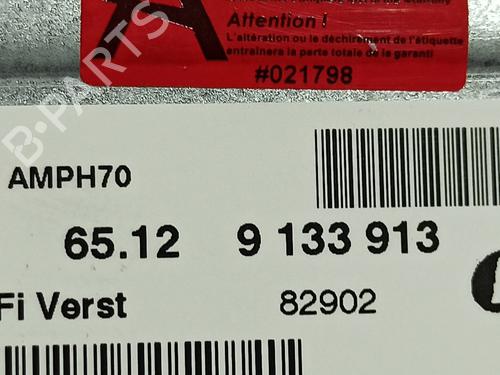 Attention !
L'altération ou le déchirement de l'étiquette
entraînera la perte totale de la garanti
#021798
B-PARTS
AMPH70
65.12 9 133 913
Fi Verst 82902